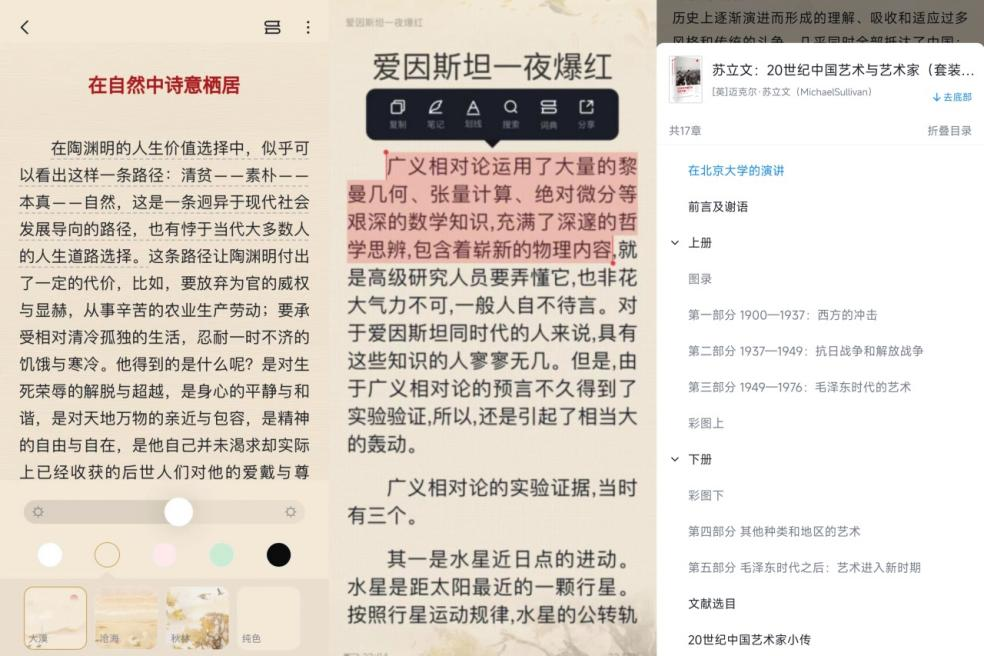 在自然中诗意栖居
在陶渊明的人生价值选择中，似乎可
以看出这样一条路径：清贫——素朴——
本真——自然，这是一条迥异于现代社会
发展导向的路径，也有悖于当代大多数人
的人生道路选择。这条路径让陶渊明付出
了一定的代价，比如，要放弃为官的威权
与显赫，从事辛苦的农业生产劳动；要承
受相对清冷孤独的生活，忍耐一时不济的
饥饿与寒冷。他得到的是什么呢？是对生
死荣辱的解脱与超越，是身心的平静与和
谐，是对天地万物的亲近与包容，是精神
的自由与自在，是他自己并未渴求却实际
上已经收获的后世人们对他的爱戴与尊
大漠
沧海
秋林
纯色
爱因斯坦一夜爆红
爱因斯坦一夜爆红
复制
笔记
划线
搜索
词典
分享
广义相对论运用了大量的黎
曼几何、张量计算、绝对微分等
艰深的数学知识,充满了深邃的哲
学思辨,包含着崭新的物理内容,就
是高级研究人员要弄懂它,也非花
大气力不可,一般人自不待言。对
于爱因斯坦同时代的人来说,具有
这些知识的人寥寥无几。但是,由
于广义相对论的预言不久得到了
实验验证,所以,还是引起了相当大
的轰动。
广义相对论的实验证据,当时
有三个。
其一是水星近日点的进动。
水星是距太阳最近的一颗行星。
按照行星运动规律,水星的公转轨
历史上逐渐演进而形成的理解、吸收和适应过多
苏立文：20世纪中国艺术与艺术家（套装...
[英]迈克尔·苏立文（MichaelSullivan）
去底部
共17章
折叠目录
在北京大学的演讲
前言及谢语
上册
图录
第一部分 1900—1937：西方的冲击
第二部分 1937—1949：抗日战争和解放战争
第三部分 1949—1976：毛泽东时代的艺术
彩图上
下册
彩图下
第四部分 其他种类和地区的艺术
第五部分 毛泽东时代之后：艺术进入新时期
文献选目
20世纪中国艺术家小传